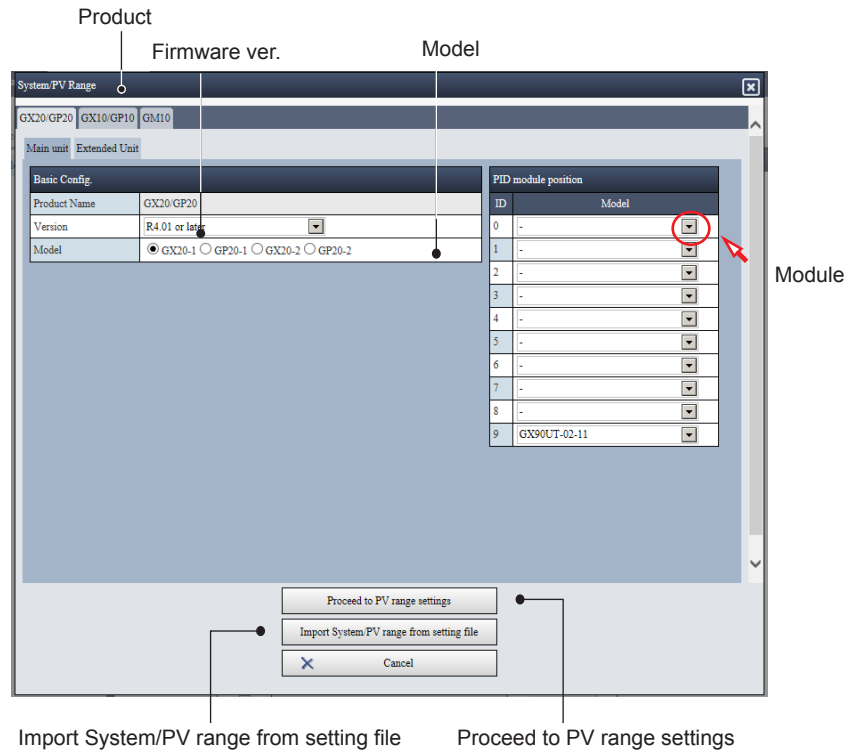 Product
Firmware ver.
Model
System/PV Range
GX20/GP20 GX10/GP10 GM10
Main unit Extended Unit
Basic Config.
Product Name GX20/GP20
Version R4.01 or later
Model GX20-1 GP20-1 GX20-2 GP20-2
PID module position
ID Model
0 -
1 -
2 -
3 -
4 -
5 -
6 -
7 -
8 -
9 GX90UT-02-11
Module
Proceed to PV range settings
Import System/PV range from setting file
Cancel
Import System/PV range from setting file
Proceed to PV range settings